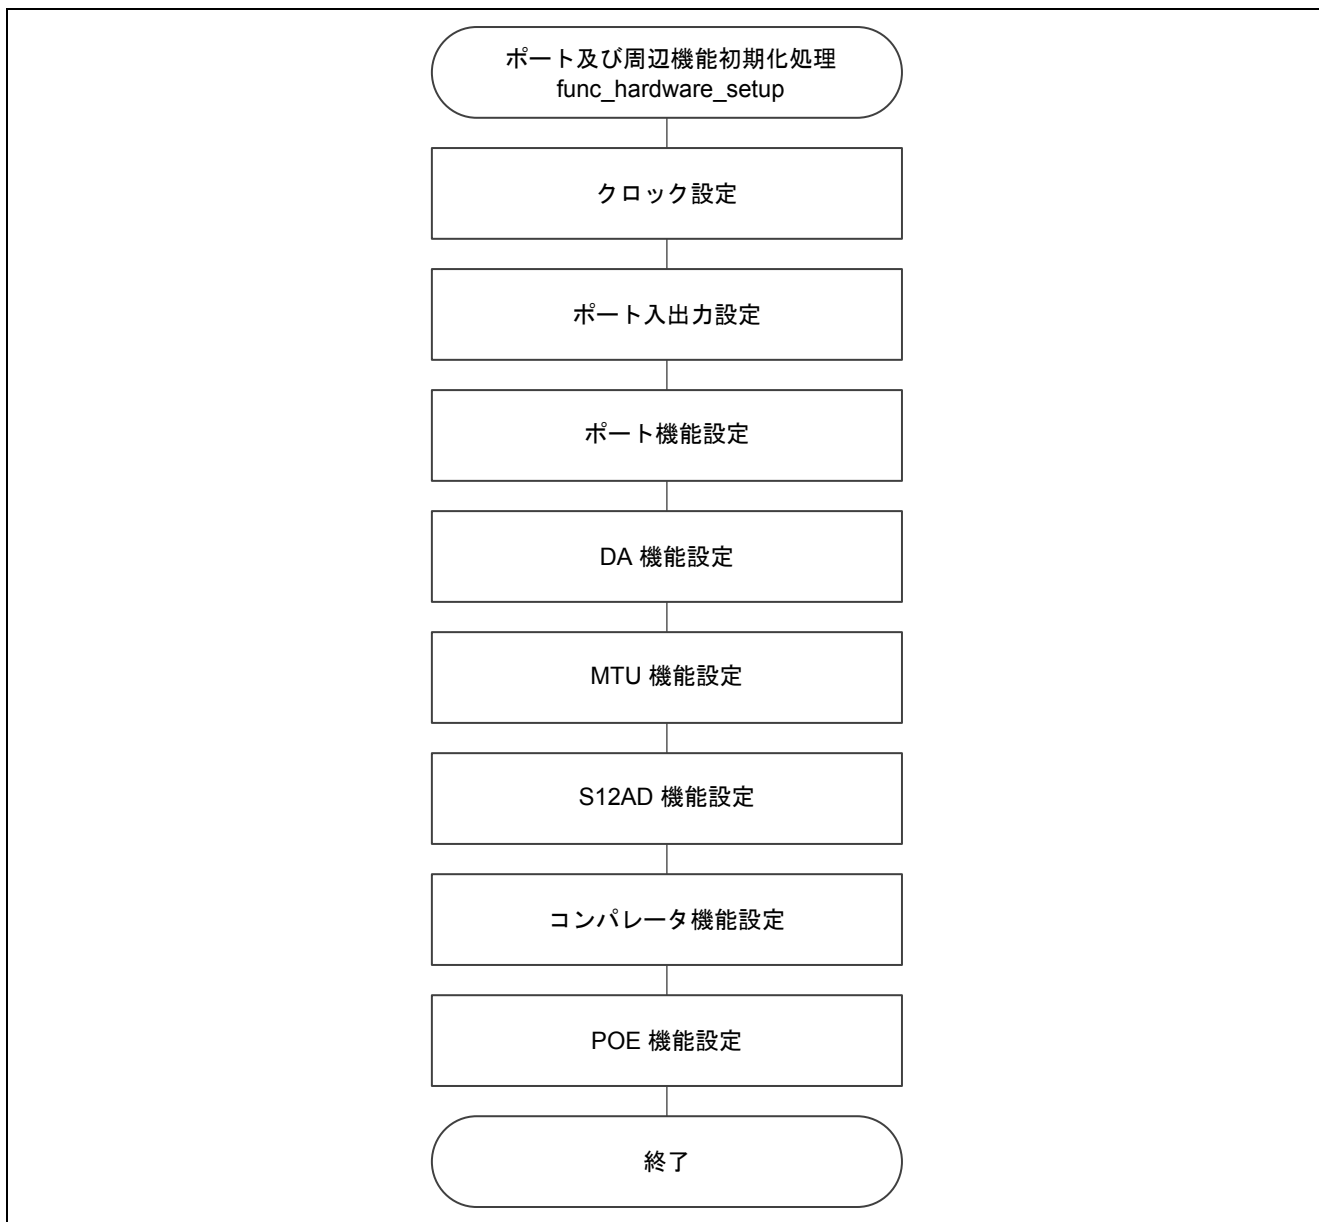 ポート及び周辺機能初期化処理
func_hardware_setup
クロック設定
ポート入出力設定
ポート機能設定
DA 機能設定
MTU 機能設定
S12AD 機能設定
コンパレータ機能設定
POE 機能設定
終了